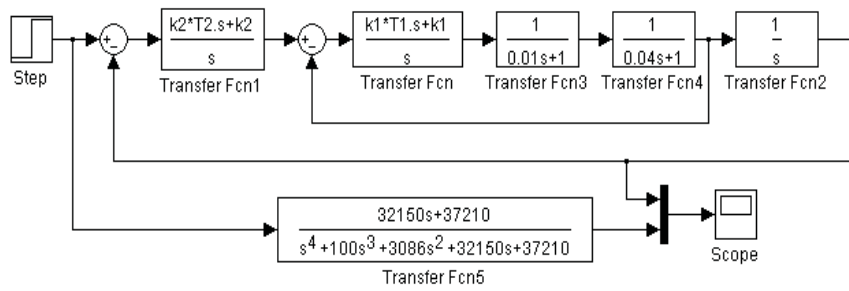 Step
+
−
k2*T2.s+k2
s
Transfer Fcn1
+
−
k1*T1.s+k1
s
Transfer Fcn
1
0.01s+1
Transfer Fcn3
1
0.04s+1
Transfer Fcn4
1
s
Transfer Fcn2
32150s+37210
s⁴+100s³+3086s²+32150s+37210
Transfer Fcn5
Scope